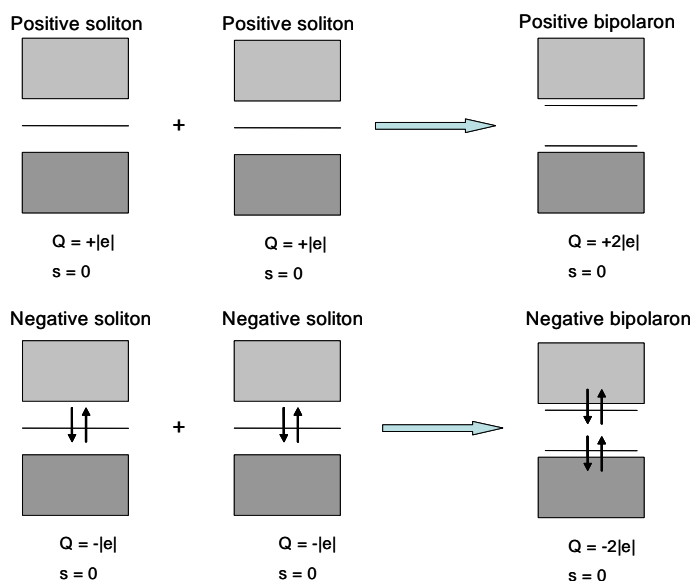 Positive soliton
Positive soliton
Positive bipolaron
+
Q = +|e|
Q = +|e|
Q = +2|e|
s = 0
s = 0
s = 0
Negative soliton
Negative soliton
Negative bipolaron
+
Q = -|e|
Q = -|e|
Q = -2|e|
s = 0
s = 0
s = 0